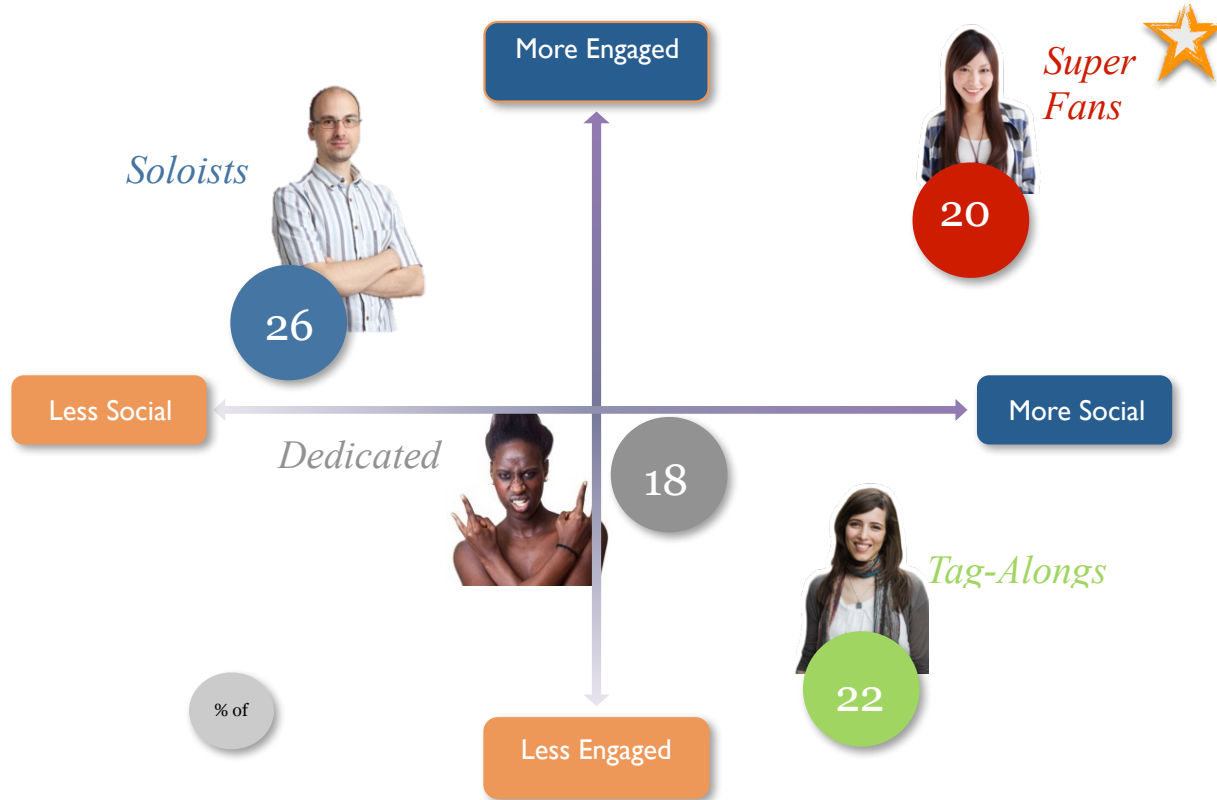 More Engaged
Super
Fans
Soloists
20
26
Less Social
More Social
Dedicated
18
Tag-Alongs
22
% of
Less Engaged